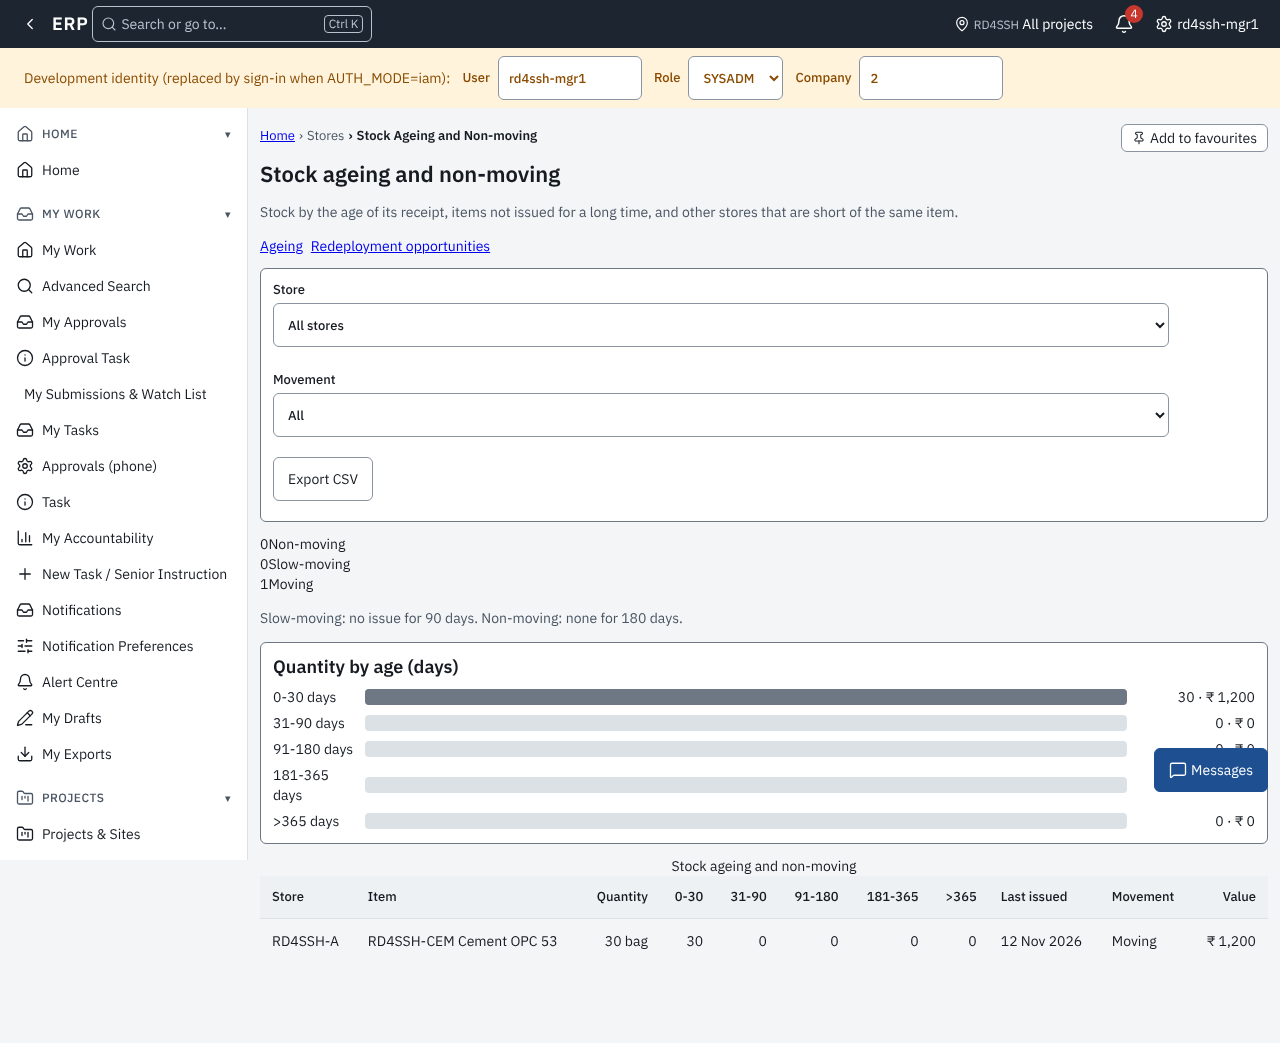 ERP
Search or go to... Ctrl K
RD4SSH All projects
4
rd4ssh-mgr1
Development identity (replaced by sign-in when AUTH_MODE=iam): User rd4ssh-mgr1 Role SYSADM Company 2
HOME
Home
MY WORK
My Work
Advanced Search
My Approvals
Approval Task
My Submissions & Watch List
My Tasks
Approvals (phone)
Task
My Accountability
New Task / Senior Instruction
Notifications
Notification Preferences
Alert Centre
My Drafts
My Exports
PROJECTS
Projects & Sites
Home › Stores › Stock Ageing and Non-moving
Add to favourites
Stock ageing and non-moving
Stock by the age of its receipt, items not issued for a long time, and other stores that are short of the same item.
Ageing Redeployment opportunities
Store
All stores
Movement
All
Export CSV
0Non-moving
0Slow-moving
1Moving
Slow-moving: no issue for 90 days. Non-moving: none for 180 days.
Quantity by age (days)
0-30 days 30 · ₹ 1,200
31-90 days 0 · ₹ 0
91-180 days 0 · ₹ 0
181-365
days
>365 days 0 · ₹ 0
Messages
Stock ageing and non-moving
Store Item Quantity 0-30 31-90 91-180 181-365 >365 Last issued Movement Value
RD4SSH-A RD4SSH-CEM Cement OPC 53 30 bag 30 0 0 0 0 12 Nov 2026 Moving ₹ 1,200